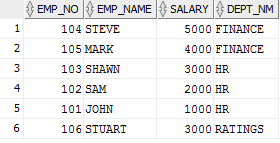 EMP_NO EMP_NAME SALARY DEPT_NM
1 104 STEVE 5000 FINANCE
2 105 MARK 4000 FINANCE
3 103 SHAWN 3000 HR
4 102 SAM 2000 HR
5 101 JOHN 1000 HR
6 106 STUART 3000 RATINGS